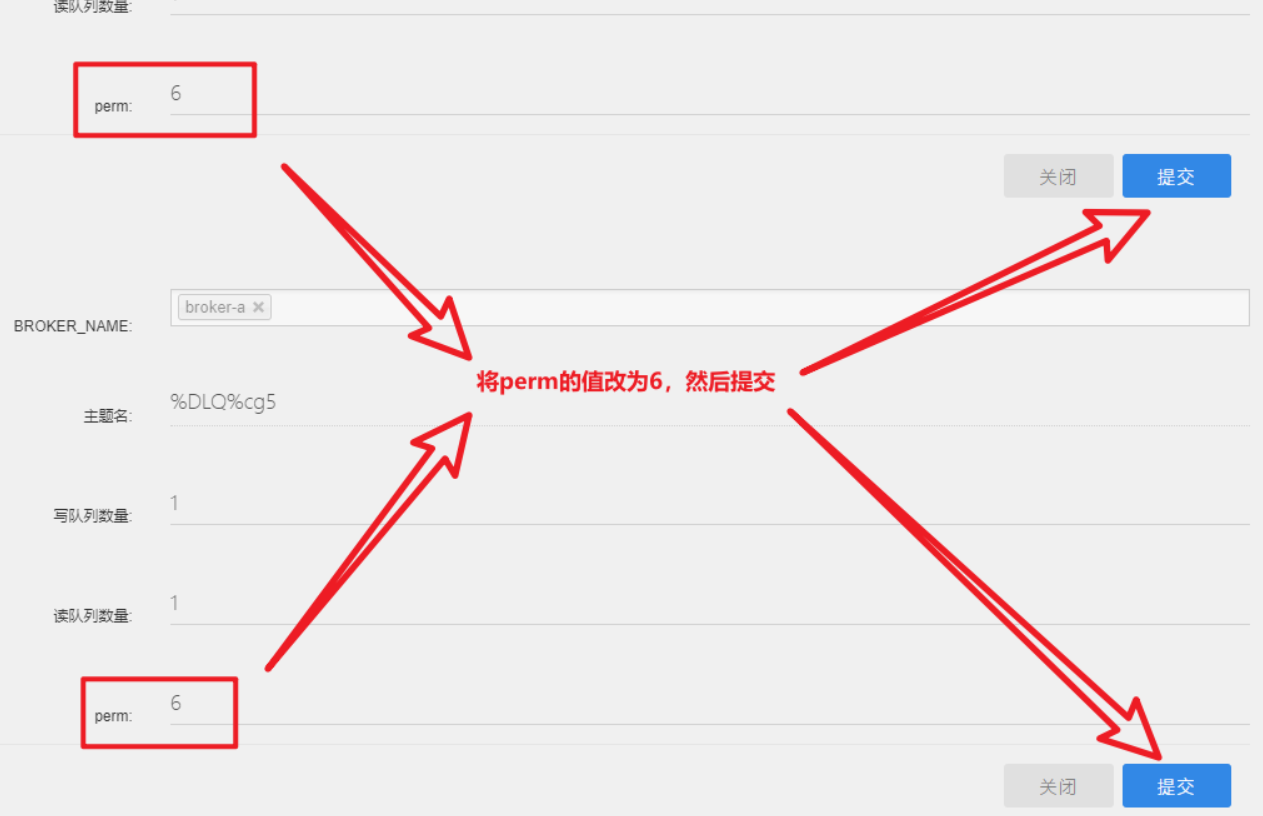 读队列数量:
perm: 6
关闭 提交
BROKER_NAME: broker-a ×
将perm的值改为6，然后提交
主题名: %DLQ%cg5
写队列数量: 1
读队列数量: 1
perm: 6
关闭 提交